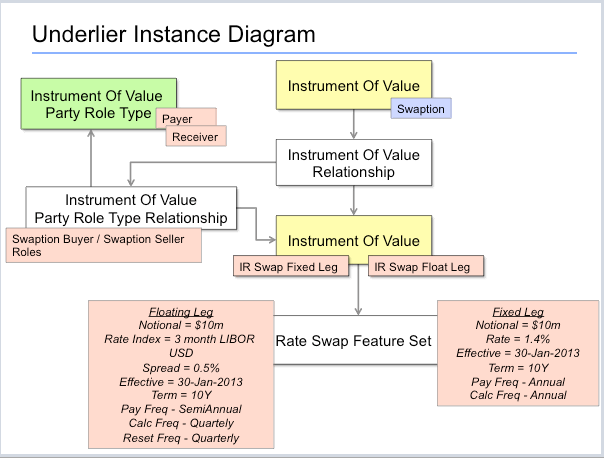 Underlier Instance Diagram
Instrument Of Value
Party Role Type
Payer
Receiver
Instrument Of Value
Swaption
Instrument Of Value
Relationship
Instrument Of Value
Party Role Type Relationship
Swaption Buyer / Swaption Seller
Roles
Instrument Of Value
IR Swap Fixed Leg
IR Swap Float Leg
Floating Leg
Notional = $10m
Rate Index = 3 month LIBOR
USD
Spread = 0.5%
Effective = 30-Jan-2013
Term = 10Y
Pay Freq - SemiAnnual
Calc Freq - Quartely
Reset Freq - Quarterly
Rate Swap Feature Set
Fixed Leg
Notional = $10m
Rate = 1.4%
Effective = 30-Jan-2013
Term = 10Y
Pay Freq - Annual
Calc Freq - Annual